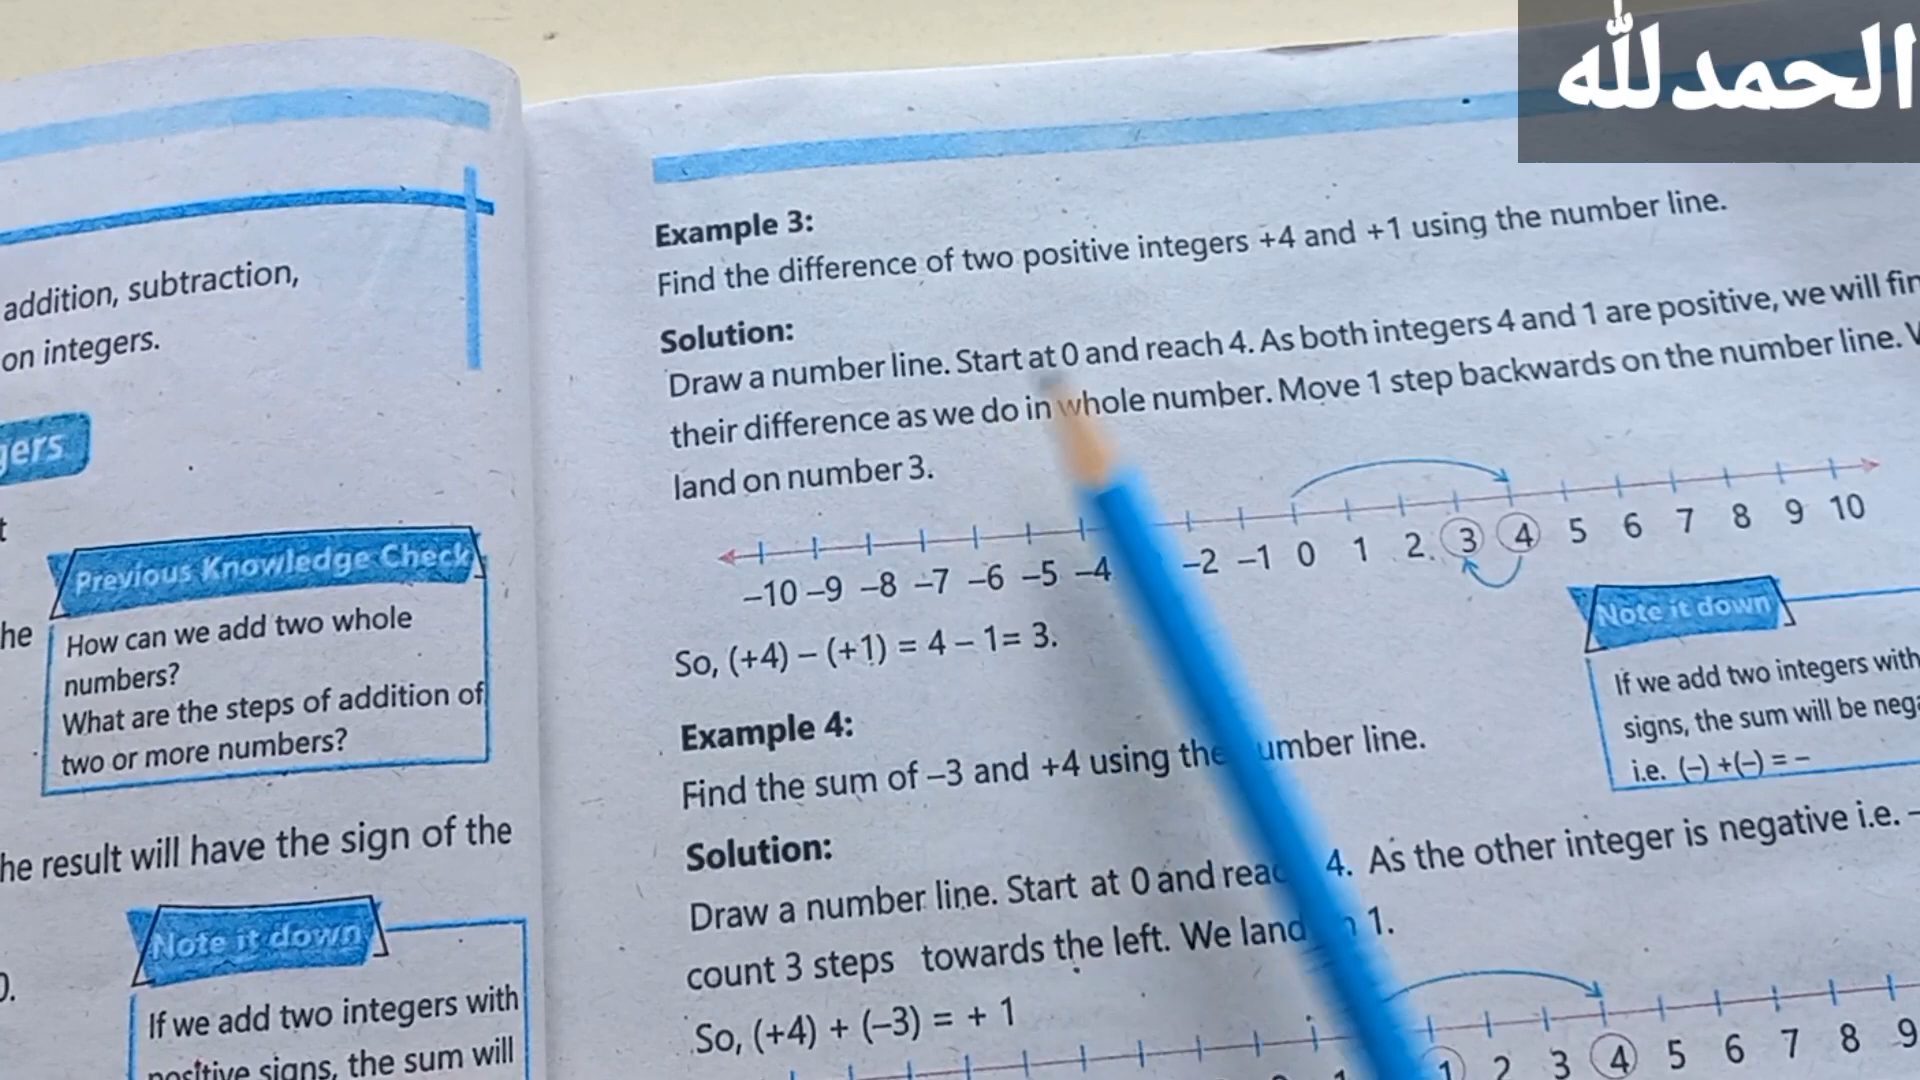 الحمدلله
addition, subtraction,
on integers.
gers
t
Previous Knowledge Check
he
How can we add two whole
numbers?
What are the steps of addition of
two or more numbers?
he result will have the sign of the
Note it down
0.
If we add two integers with
positive signs, the sum will
Example 3:
Find the difference of two positive integers +4 and +1 using the number line.
Solution:
Draw a number line. Start at 0 and reach 4. As both integers 4 and 1 are positive, we will fin
their difference as we do in whole number. Move 1 step backwards on the number line.
land on number 3.
–10 –9 –8 –7 –6 –5 –4 –2 –1 0 1 2 3 4 5 6 7 8 9 10
So, (+4) – (+1) = 4 – 1= 3.
Note it down
If we add two integers with
signs, the sum will be nega
i.e. (–) +(–) = –
Example 4:
Find the sum of –3 and +4 using the umber line.
Solution:
Draw a number line. Start at 0 and reac 4. As the other integer is negative i.e. –
count 3 steps towards the left. We land 1.
So, (+4) + (–3) = + 1
1 2 3 4 5 6 7 8 9